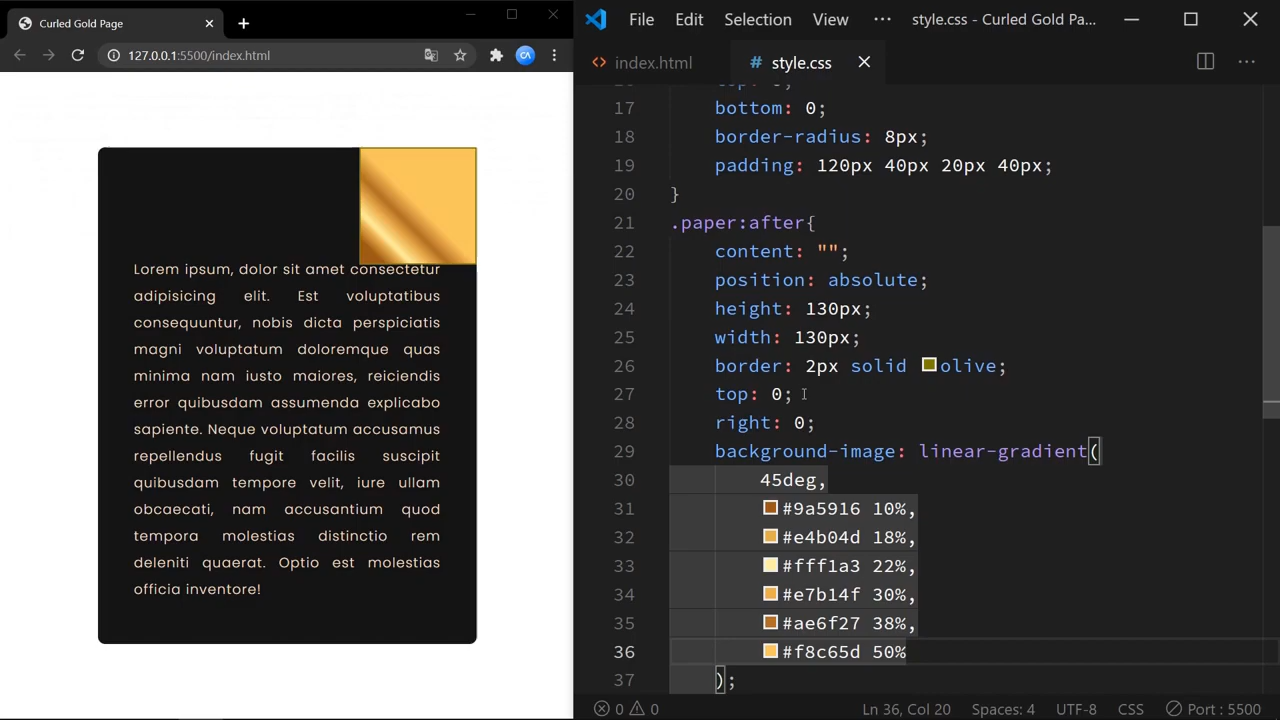 Curled Gold Page
127.0.0.1:5500/index.html
CA
Lorem ipsum, dolor sit amet consectetur
adipisicing elit. Est voluptatibus
consequuntur, nobis dicta perspiciatis
magni voluptatum doloremque quas
minima nam iusto maiores, reiciendis
error quibusdam assumenda explicabo
sapiente. Neque voluptatum accusamus
repellendus fugit facilis suscipit
quibusdam tempore velit, iure ullam
obcaecati, nam accusantium quod
tempora molestias distinctio rem
deleniti quaerat. Optio est molestias
officia inventore!
File Edit Selection View ··· style.css - Curled Gold Pa...
index.html # style.css
17 bottom: 0;
18 border-radius: 8px;
19 padding: 120px 40px 20px 40px;
20 }
21 .paper:after{
22 content: "";
23 position: absolute;
24 height: 130px;
25 width: 130px;
26 border: 2px solid olive;
27 top: 0;
28 right: 0;
29 background-image: linear-gradient(
30 45deg,
31 #9a5916 10%,
32 #e4b04d 18%,
33 #fff1a3 22%,
34 #e7b14f 30%,
35 #ae6f27 38%,
36 #f8c65d 50%
37 );
0 0 Ln 36, Col 20 Spaces: 4 UTF-8 CSS Port : 5500